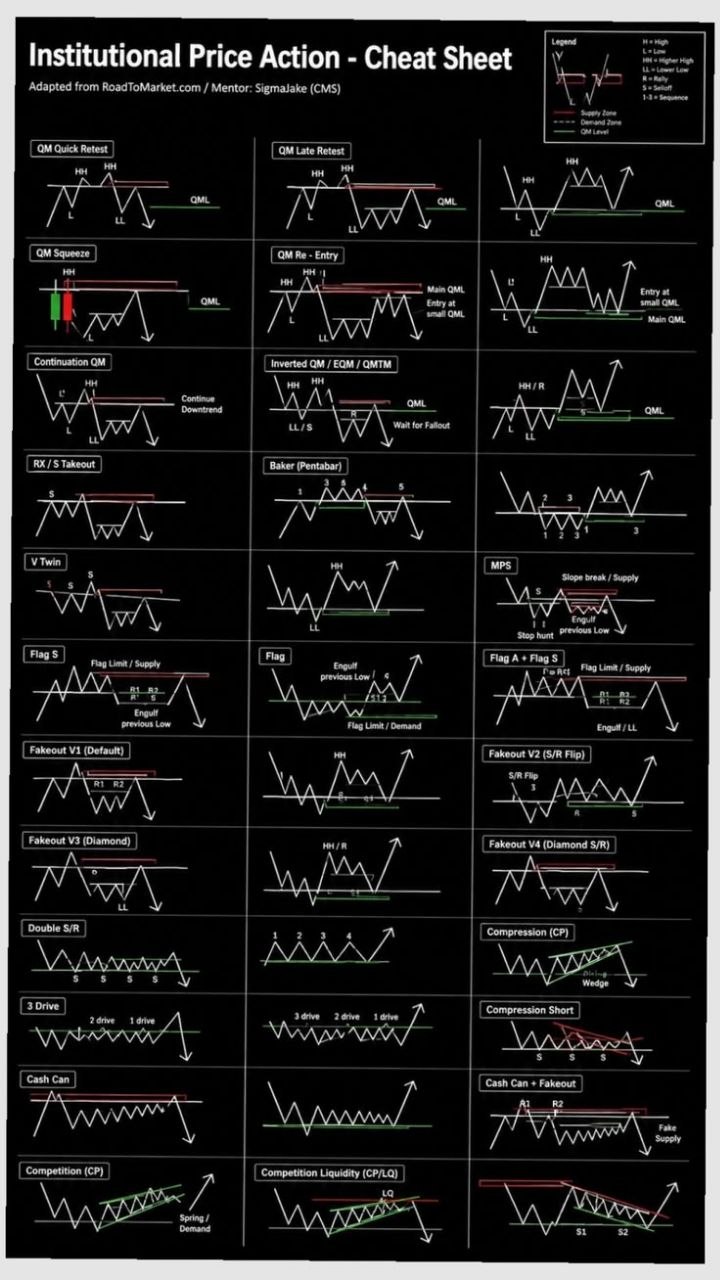 Institutional Price Action - Cheat Sheet
Adapted from RoadToMarket.com / Mentor: SigmaJake (CMS)
Legend
H = High
L = Low
HH = Higher High
LL = Lower Low
R = Rally
S = Selloff
1-3 = Sequence
Supply Zone
Demand Zone
QM Level
QM Quick Retest
HH
HH
L
LL
QML
QM Late Retest
HH
HH
L
LL
QML
HH
HH
L
LL
QML
QM Squeeze
HH
L
QML
QM Re - Entry
HH
HH
L
LL
Main QML
Entry at
small QML
HH
L
LL
Entry at
small QML
Main QML
Continuation QM
HH
L
LL
Continue
Downtrend
Inverted QM / EQM / QMTM
HH
HH
LL / S
R
QML
Wait for Fallout
HH / R
L
LL
S
QML
RX / S Takeout
S
Baker (Pentabar)
1
3
4
5
2
3
1
2
3
1
3
V Twin
S
S
S
HH
LL
MPS
Slope break / Supply
S
Stop hunt
Engulf
previous Low
Flag S
Flag Limit / Supply
R1 R2
R' S
Engulf
previous Low
Flag
Engulf
previous Low
Flag Limit / Demand
Flag A + Flag S
Flag Limit / Supply
R1 R2
R1 R2
Engulf / LL
Fakeout V1 (Default)
R1 R2
HH
Fakeout V2 (S/R Flip)
S/R Flip
3
R
S
Fakeout V3 (Diamond)
LL
HH / R
Fakeout V4 (Diamond S/R)
Double S/R
S S S S
1 2 3 4
Compression (CP)
Wedge
3 Drive
2 drive 1 drive
3 drive 2 drive 1 drive
Compression Short
S S S
Cash Can
Cash Can + Fakeout
R1 R2
Fake
Supply
Competition (CP)
Spring /
Demand
Competition Liquidity (CP/LQ)
LQ
S1 S2